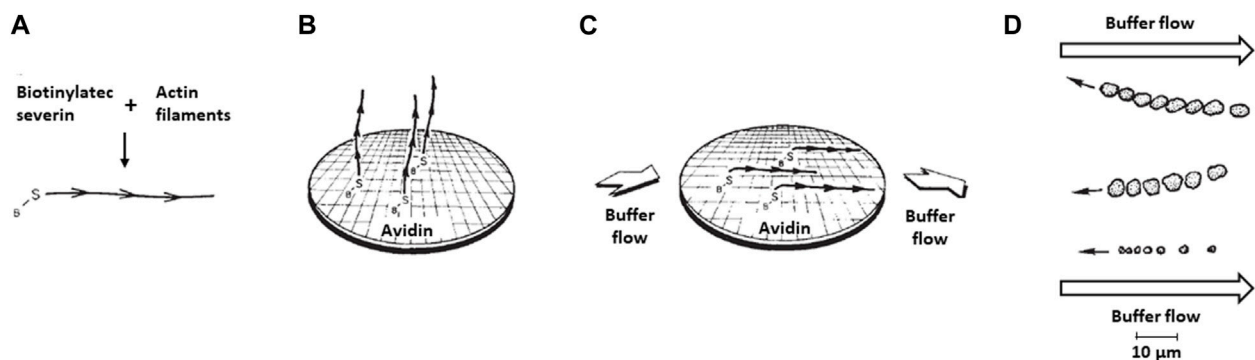 A
Biotinylatec severin + Actin filaments
B S
B
S
B
S
B
S
B
Avidin
C
S
B
S
B
S
B
Buffer flow
Avidin
Buffer flow
D
Buffer flow
Buffer flow
10 µm